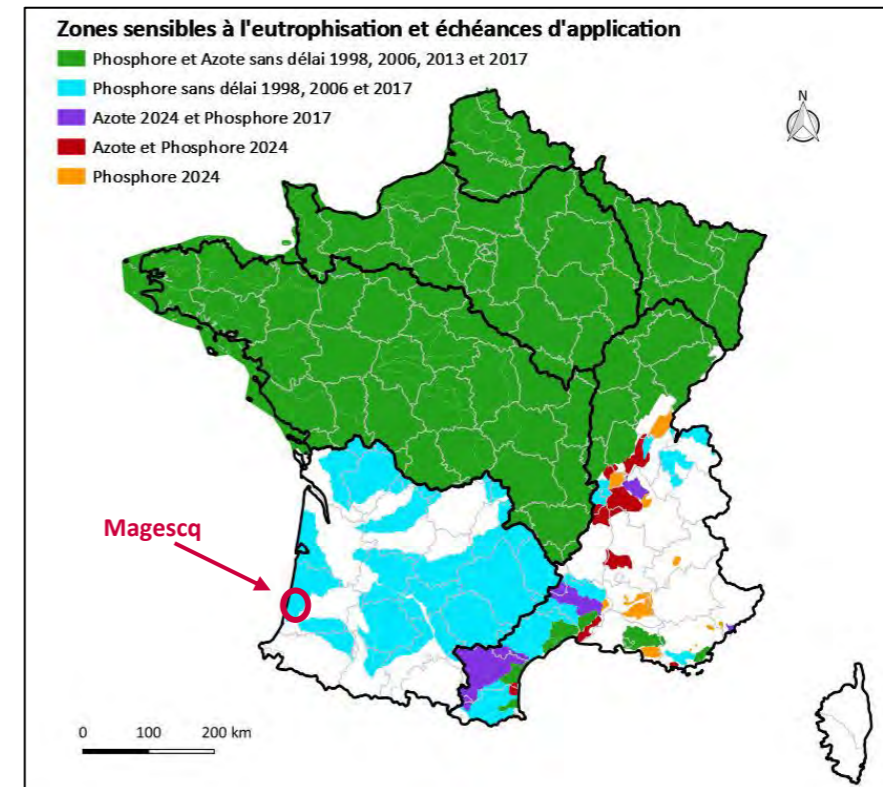 Zones sensibles à l'eutrophisation et échéances d'application
Phosphore et Azote sans délai 1998, 2006, 2013 et 2017
Phosphore sans délai 1998, 2006 et 2017
Azote 2024 et Phosphore 2017
Azote et Phosphore 2024
Phosphore 2024
N
Magescq
0 100 200 km